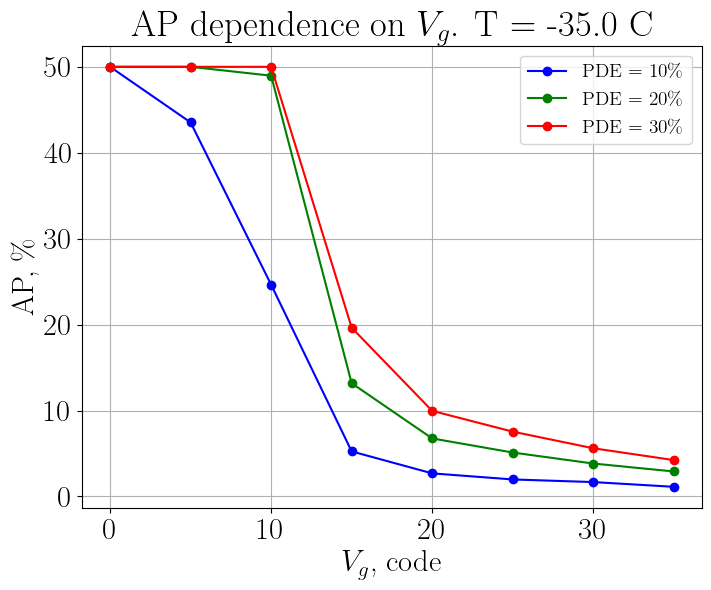 AP dependence on V_g. T = -35.0 C
PDE = 10%
PDE = 20%
PDE = 30%
AP, %
50
40
30
20
10
0
0 10 20 30
V_g, code